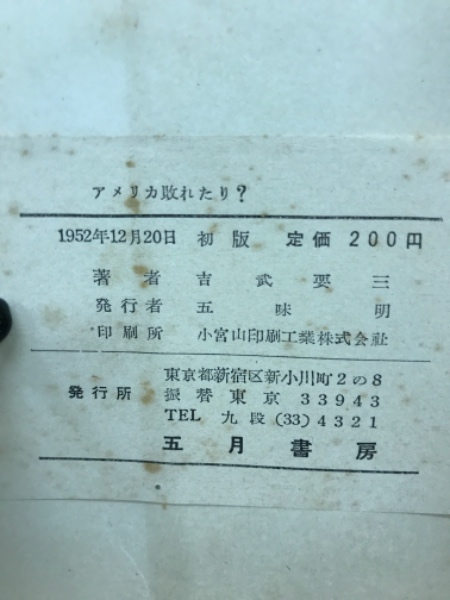 アメリカ敗れたり？
1952年12月20日 初版 定価 200円
著者 吉武要三
発行者 五味明
印刷所 小宮山印刷工業株式会社
東京都新宿区新小川町2の8
発行所 振替東京 33943
TEL 九段(33)4321
五月書房